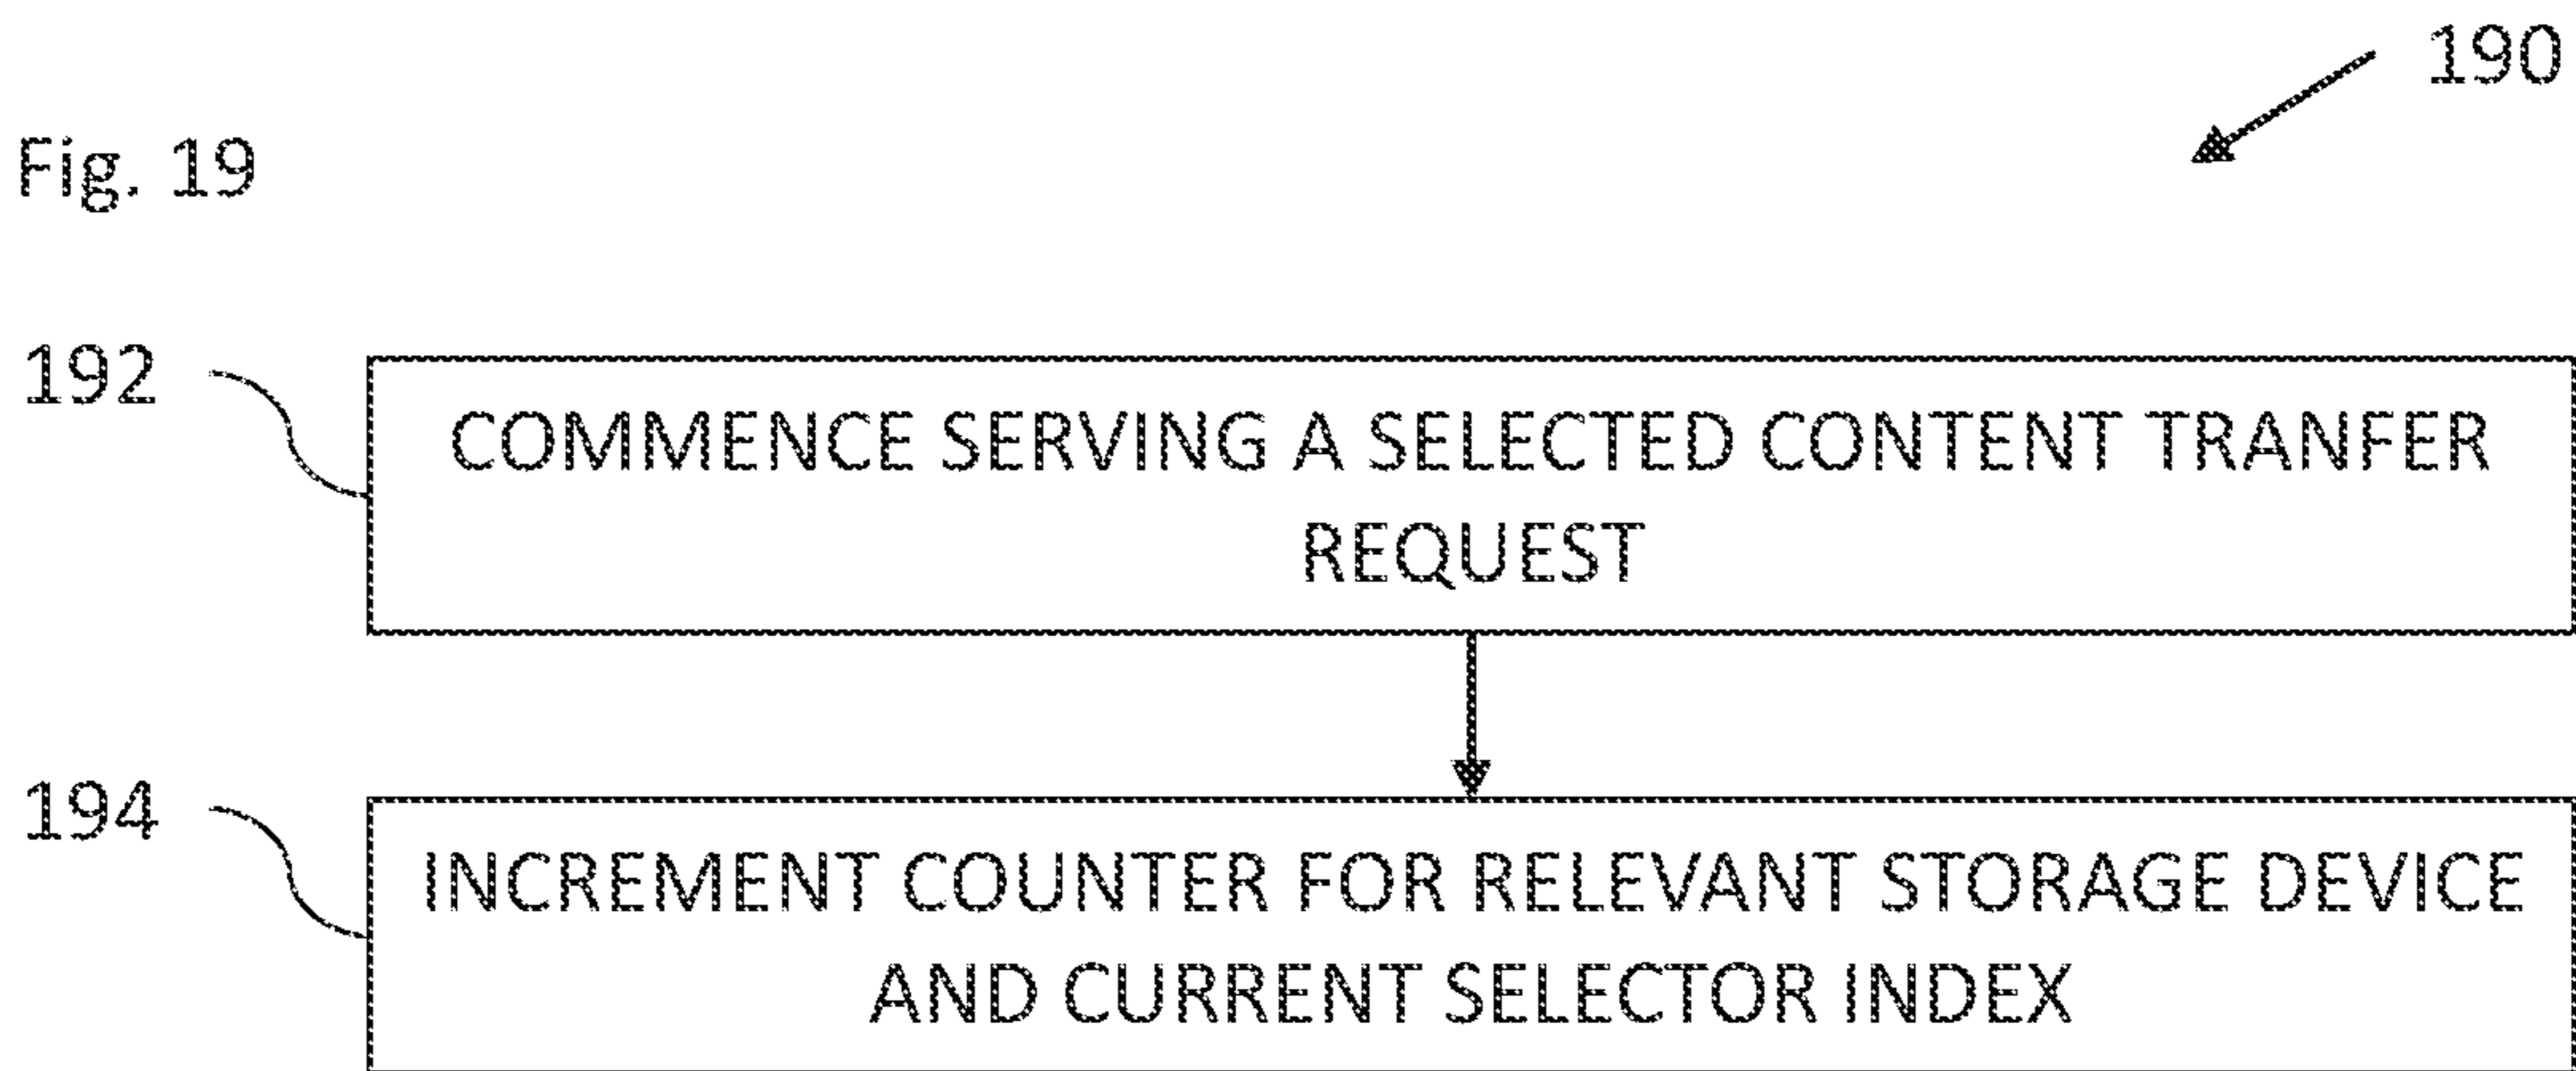 190
Fig. 19
192
COMMENCE SERVING A SELECTED CONTENT TRANFER
REQUEST
194
INCREMENT COUNTER FOR RELEVANT STORAGE DEVICE
AND CURRENT SELECTOR INDEX